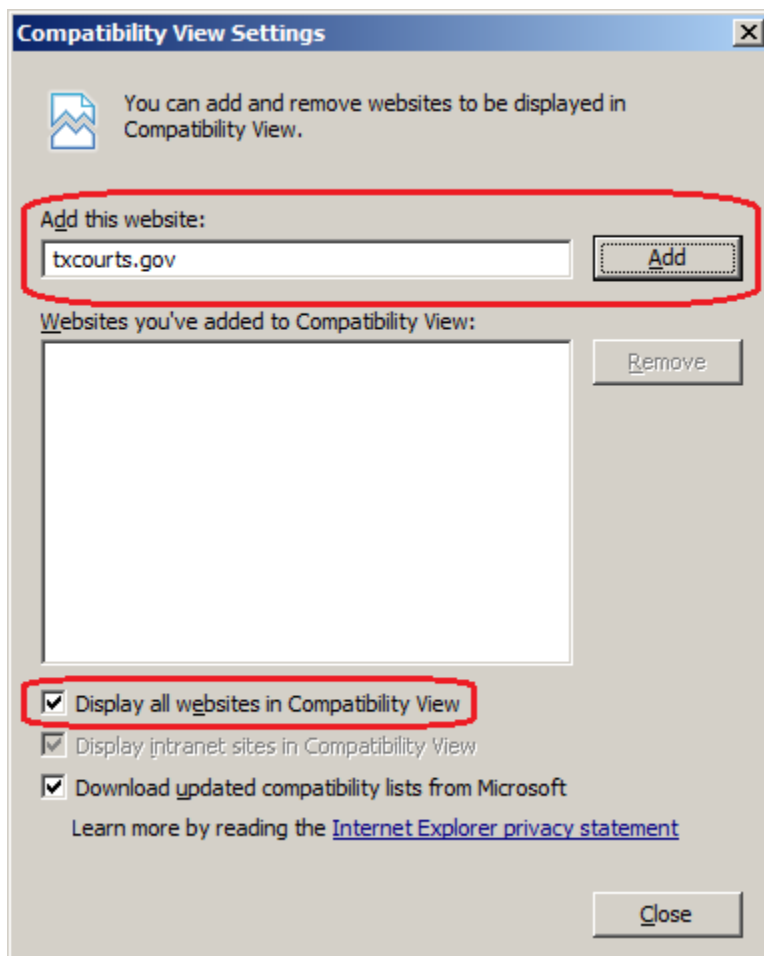 Compatibility View Settings
You can add and remove websites to be displayed in
Compatibility View.
Add this website:
txcourts.gov
Add
Websites you've added to Compatibility View:
Remove
Display all websites in Compatibility View
Display intranet sites in Compatibility View
Download updated compatibility lists from Microsoft
Learn more by reading the Internet Explorer privacy statement
Close